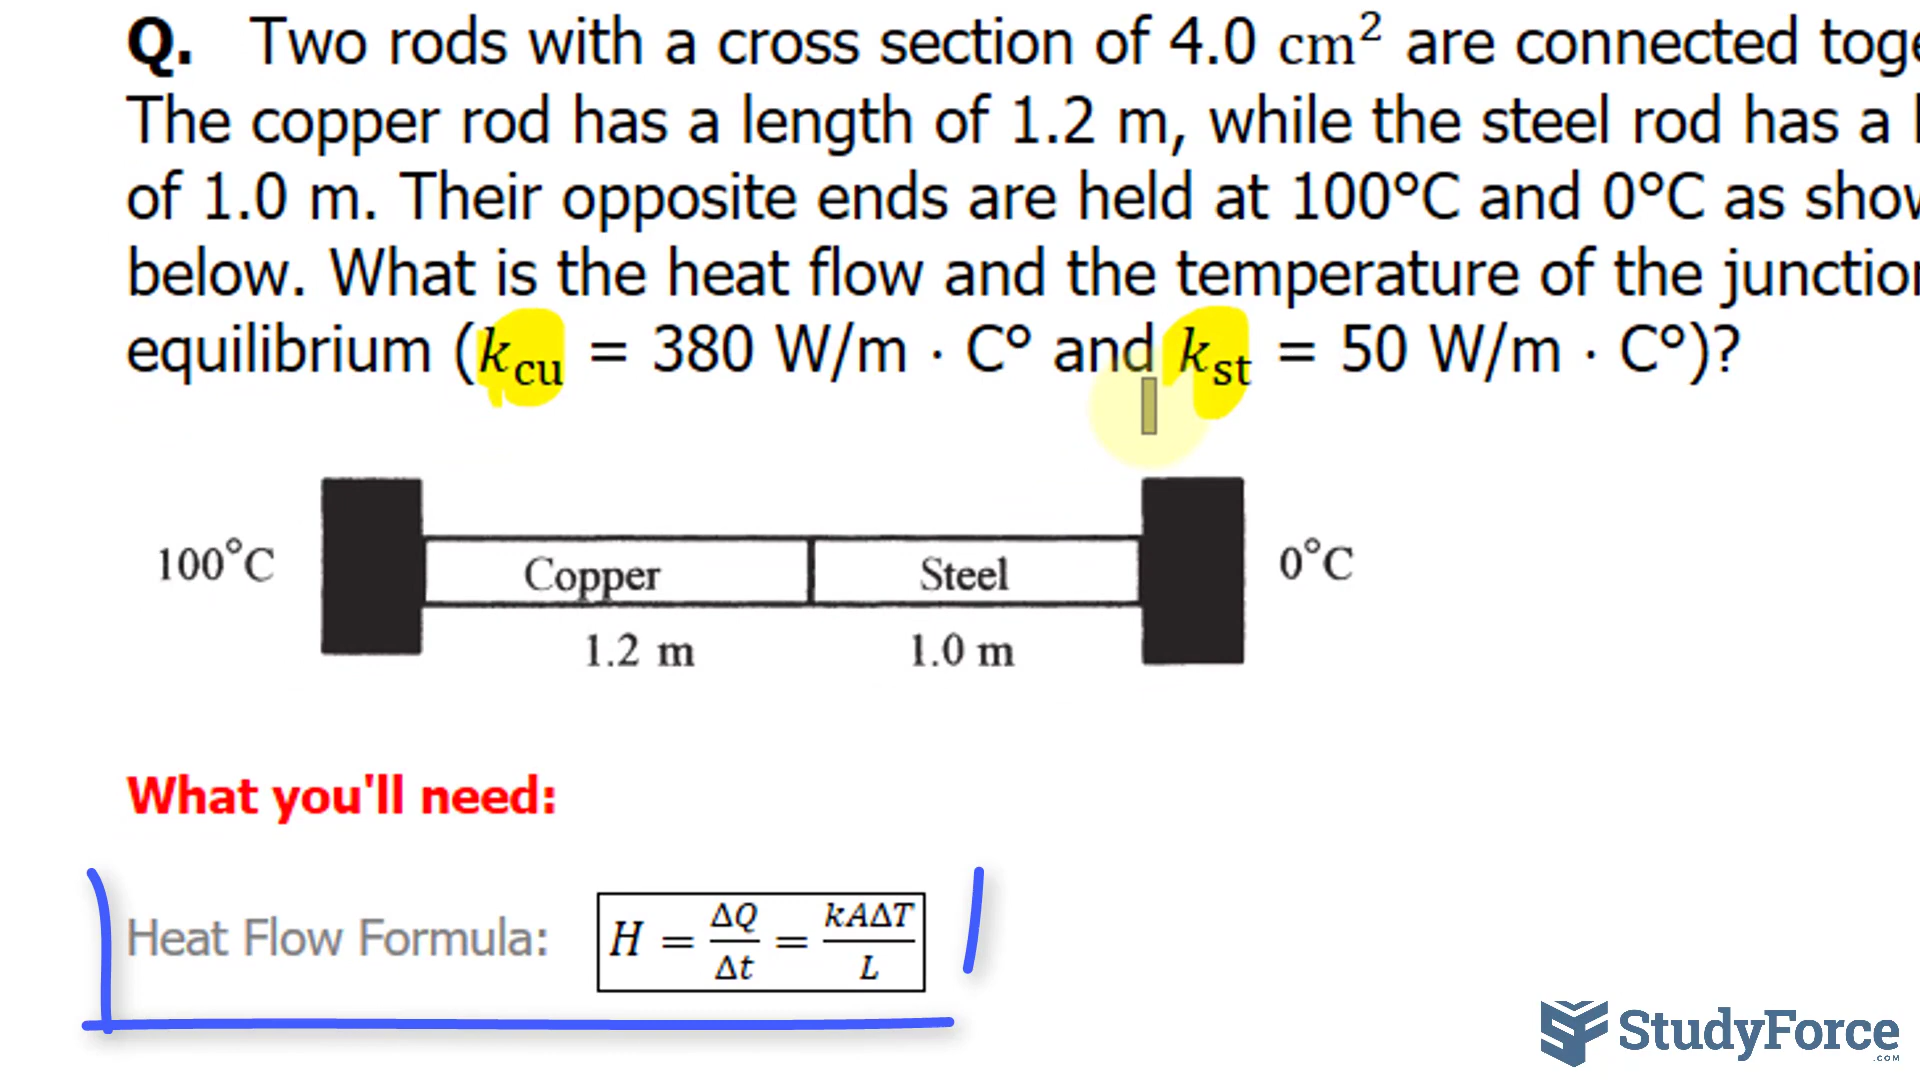 Q. Two rods with a cross section of 4.0 cm² are connected toge
The copper rod has a length of 1.2 m, while the steel rod has a
of 1.0 m. Their opposite ends are held at 100°C and 0°C as show
below. What is the heat flow and the temperature of the junction
equilibrium (k_cu = 380 W/m · C° and k_st = 50 W/m · C°)?
100°C
Copper
Steel
0°C
1.2 m
1.0 m
What you'll need:
Heat Flow Formula: H = ΔQ/Δt = kAΔT/L
StudyForce
.COM